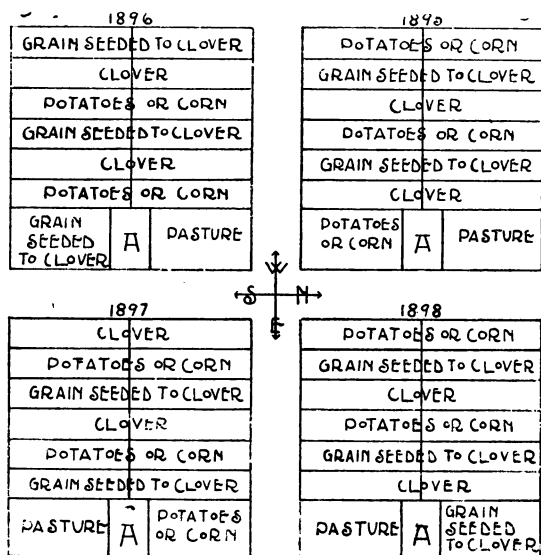 1896
GRAIN SEEDED TO CLOVER
CLOVER
POTATOES OR CORN
GRAIN SEEDED TO CLOVER
CLOVER
POTATOES OR CORN
GRAIN
SEEDED
TO CLOVER
A
PASTURE
1895
POTATOES OR CORN
GRAIN SEEDED TO CLOVER
CLOVER
POTATOES OR CORN
GRAIN SEEDED TO CLOVER
CLOVER
POTATOES
OR CORN
A
PASTURE
W
S N
E
1897
CLOVER
POTATOES OR CORN
GRAIN SEEDED TO CLOVER
CLOVER
POTATOES OR CORN
GRAIN SEEDED TO CLOVER
PASTURE
A
POTATOES
OR CORN
1898
POTATOES OR CORN
GRAIN SEEDED TO CLOVER
CLOVER
POTATOES OR CORN
GRAIN SEEDED TO CLOVER
CLOVER
PASTURE
A
GRAIN
SEEDED
TO CLOVER